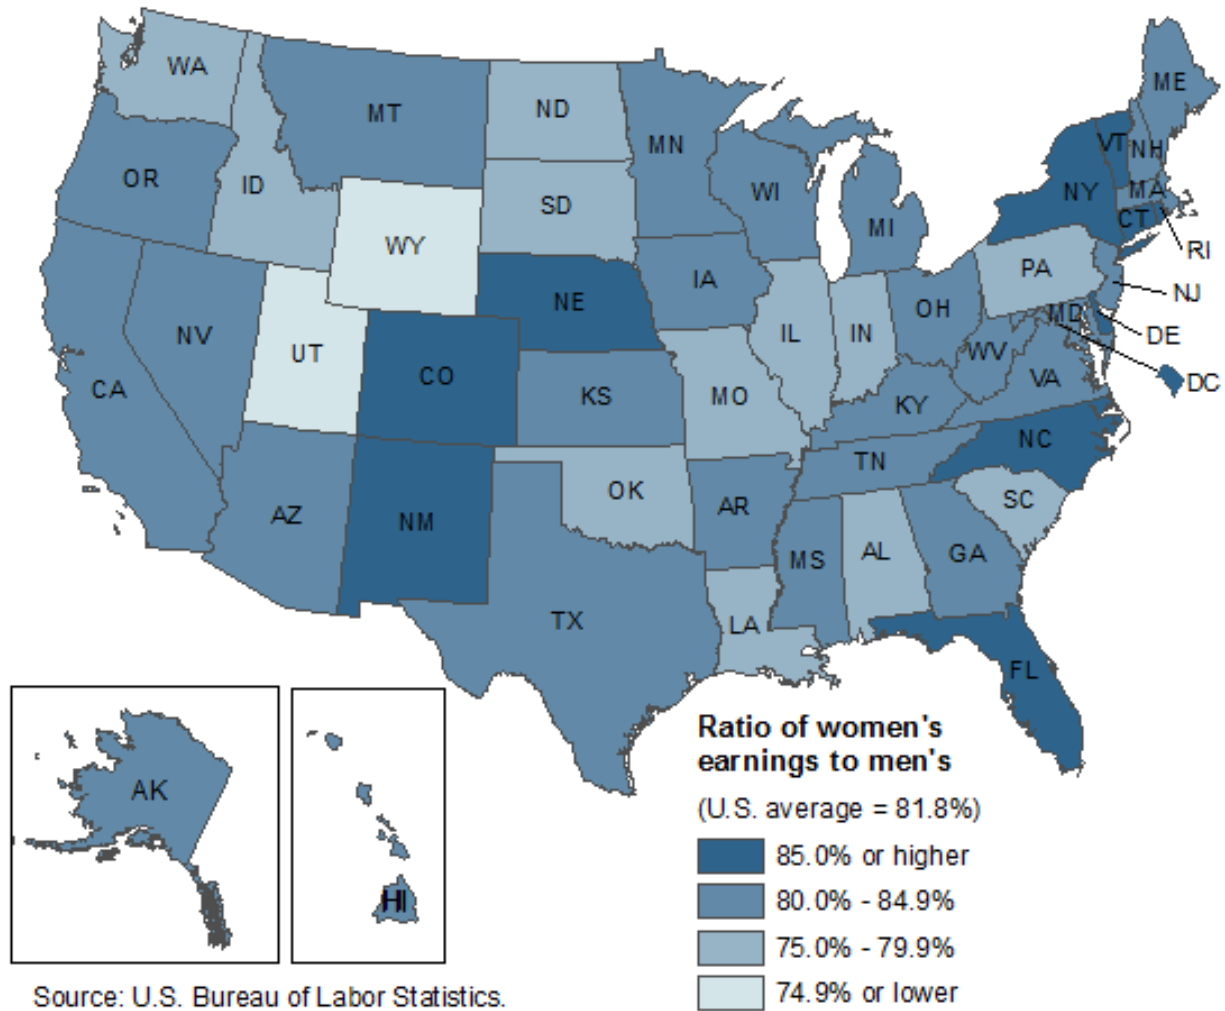 WA
MT
ND
MN
ME
VT
NH
OR
ID
SD
WI
MI
NY
MA
CT
WY
RI
IA
PA
NE
NJ
NV
UT
CO
IL
IN
OH
MD
DE
CA
KS
MO
WV
VA
DC
KY
NC
TN
OK
AR
SC
AZ
NM
MS
AL
GA
TX
LA
FL
AK
HI
Ratio of women's
earnings to men's
(U.S. average = 81.8%)
85.0% or higher
80.0% - 84.9%
75.0% - 79.9%
74.9% or lower
Source: U.S. Bureau of Labor Statistics.